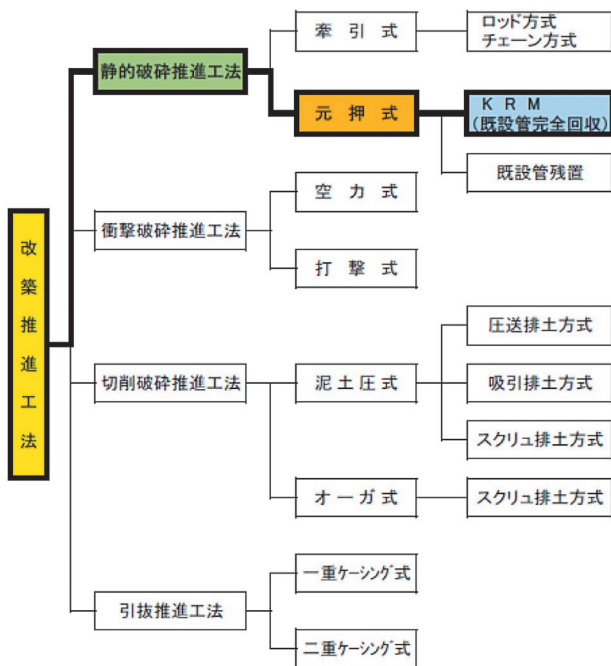 改築推進工法
静的破砕推進工法
牽引式
ロッド方式
チェーン方式
元押式
KRM
(既設管完全回収)
既設管残置
衝撃破砕推進工法
空力式
打撃式
切削破砕推進工法
泥土圧式
圧送排土方式
吸引排土方式
スクリュ排土方式
オーガ式
スクリュ排土方式
引抜推進工法
一重ケーシング式
二重ケーシング式